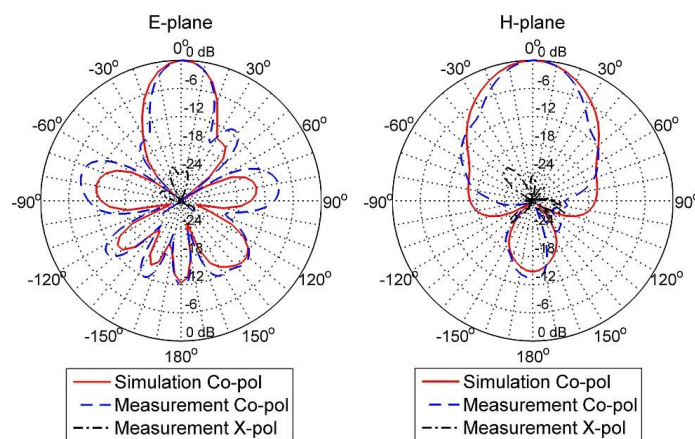 E-plane
0° 0 dB
-30° 30°
-6
-12
-60° 60°
-18
-24
-90° 90°
-24
-18
-120° 120°
-12
-6
-150° 150°
0 dB
180°
Simulation Co-pol
Measurement Co-pol
Measurement X-pol
H-plane
0° 0 dB
-30° 30°
-6
-12
-60° 60°
-18
-24
-90° 90°
-24
-18
-120° 120°
-12
-6
-150° 150°
0 dB
180°
Simulation Co-pol
Measurement Co-pol
Measurement X-pol